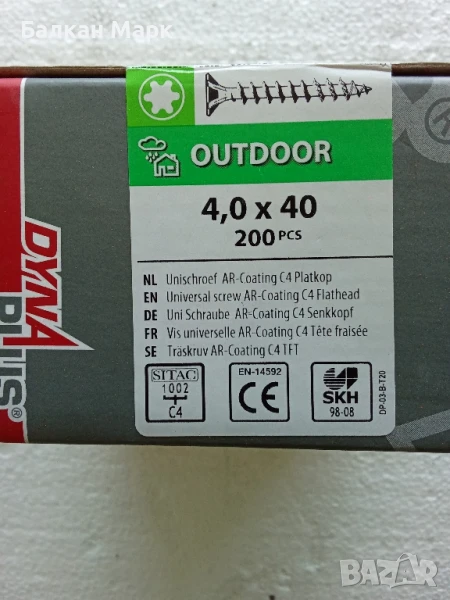 Балкан Марк
OUTDOOR
4,0 x 40
200 PCS
NL Unischroef AR-Coating C4 Platkop
EN Universal screw AR-Coating C4 Flathead
DE Uni Schraube AR-Coating C4 Senkkopf
FR Vis universelle AR-Coating C4 Tête fraisée
SE Träskruv AR-Coating C4 TFT
SITAC
1002
C4
EN-14592
CE
SKH
98-08
DP-03-B-T20
DYNA
PLUS®
BAZAR